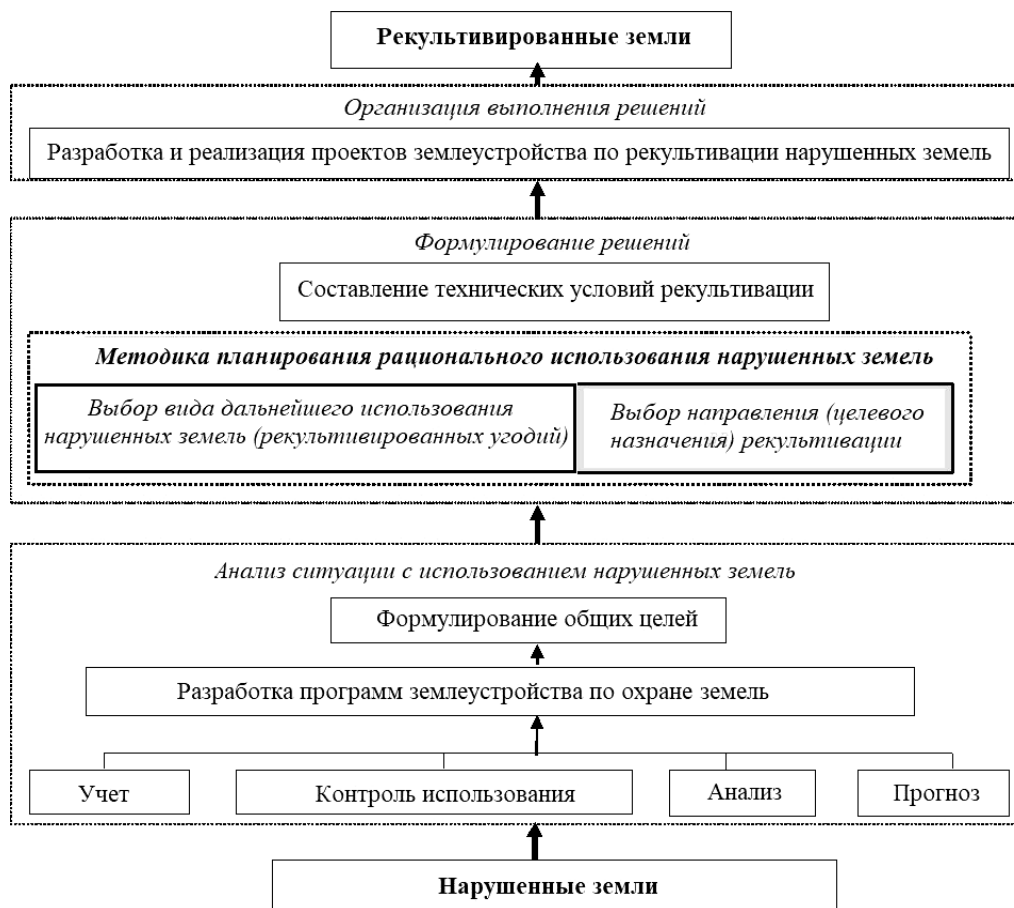 Рекультивированные земли
Организация выполнения решений
Разработка и реализация проектов землеустройства по рекультивации нарушенных земель
Формулирование решений
Составление технических условий рекультивации
Методика планирования рационального использования нарушенных земель
Выбор вида дальнейшего использования
нарушенных земель (рекультивированных угодий)
Выбор направления (целевого
назначения) рекультивации
Анализ ситуации с использованием нарушенных земель
Формулирование общих целей
Разработка программ землеустройства по охране земель
Учет
Контроль использования
Анализ
Прогноз
Нарушенные земли